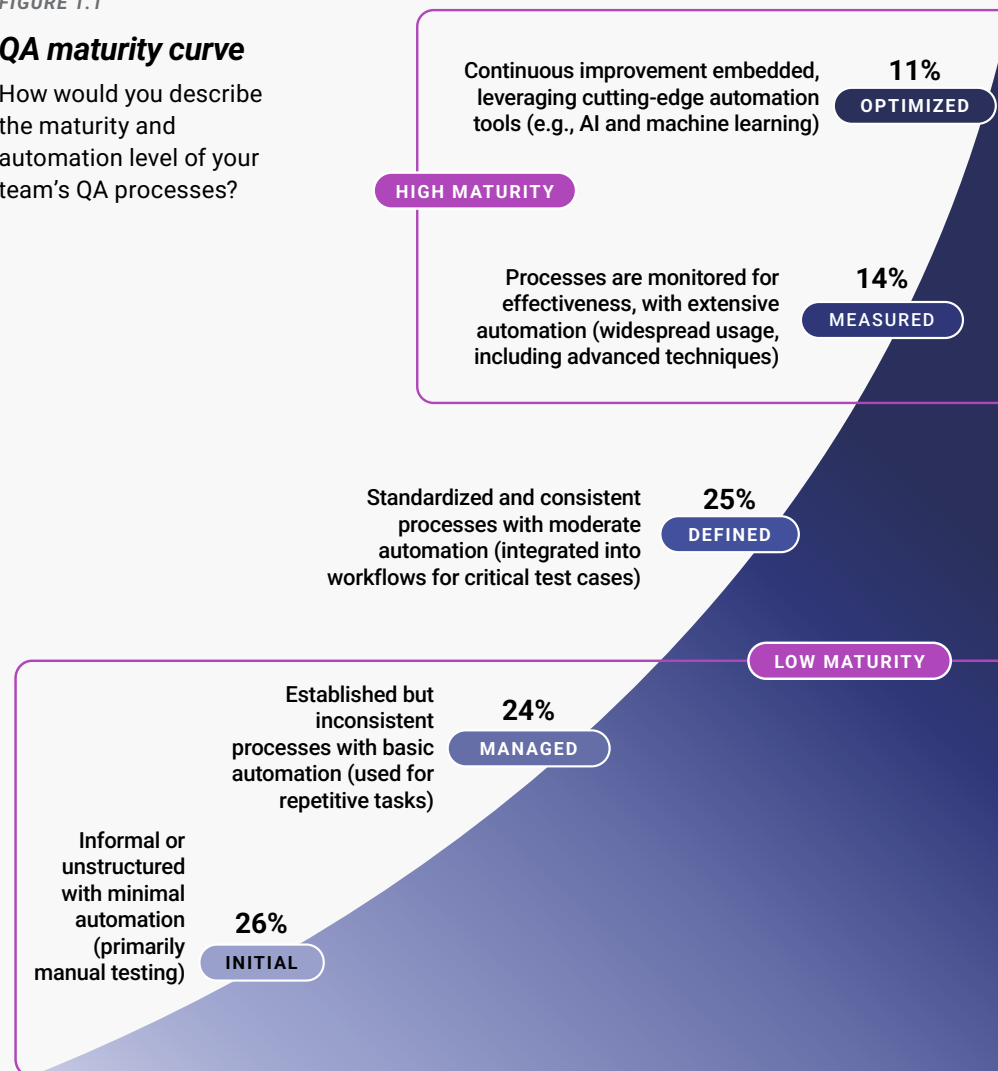 FIGURE 1.1
QA maturity curve
How would you describe
the maturity and
automation level of your
team's QA processes?
Continuous improvement embedded,
leveraging cutting-edge automation
tools (e.g., AI and machine learning)
11%
OPTIMIZED
HIGH MATURITY
Processes are monitored for
effectiveness, with extensive
automation (widespread usage,
including advanced techniques)
14%
MEASURED
Standardized and consistent
processes with moderate
automation (integrated into
workflows for critical test cases)
25%
DEFINED
LOW MATURITY
Established but
inconsistent
processes with basic
automation (used for
repetitive tasks)
24%
MANAGED
Informal or
unstructured
with minimal
automation
(primarily
manual testing)
26%
INITIAL